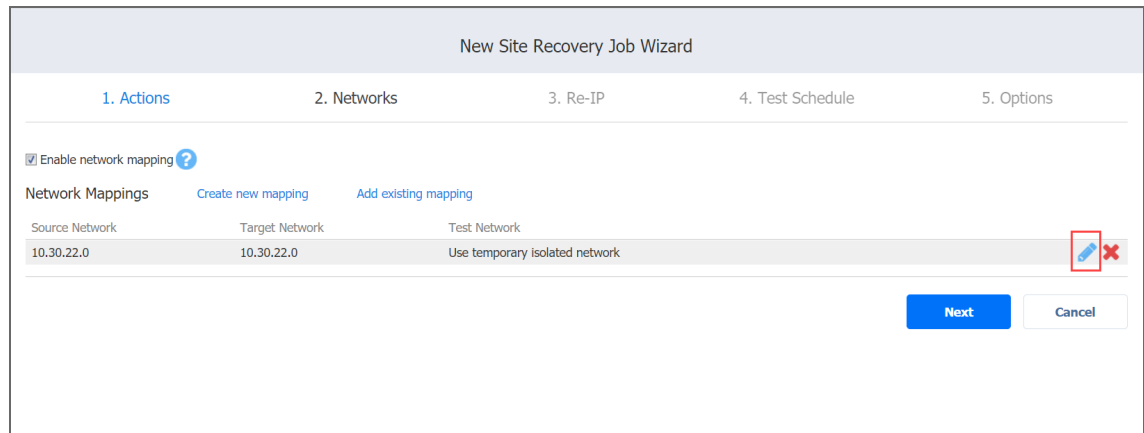 New Site Recovery Job Wizard
1. Actions 2. Networks 3. Re-IP 4. Test Schedule 5. Options
Enable network mapping ?
Network Mappings Create new mapping Add existing mapping
Source Network Target Network Test Network
10.30.22.0 10.30.22.0 Use temporary isolated network
Next Cancel